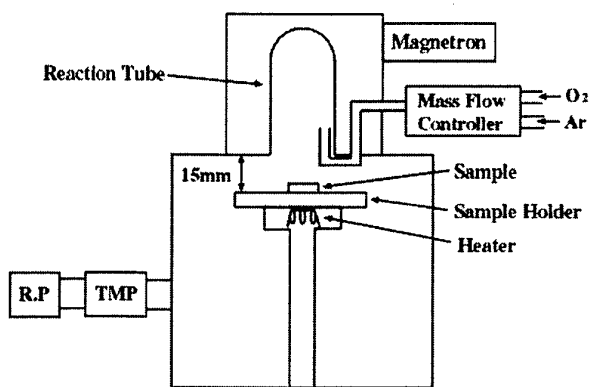 Magnetron
Reaction Tube
Mass Flow
Controller
O₂
Ar
15mm
Sample
Sample Holder
Heater
R.P
TMP